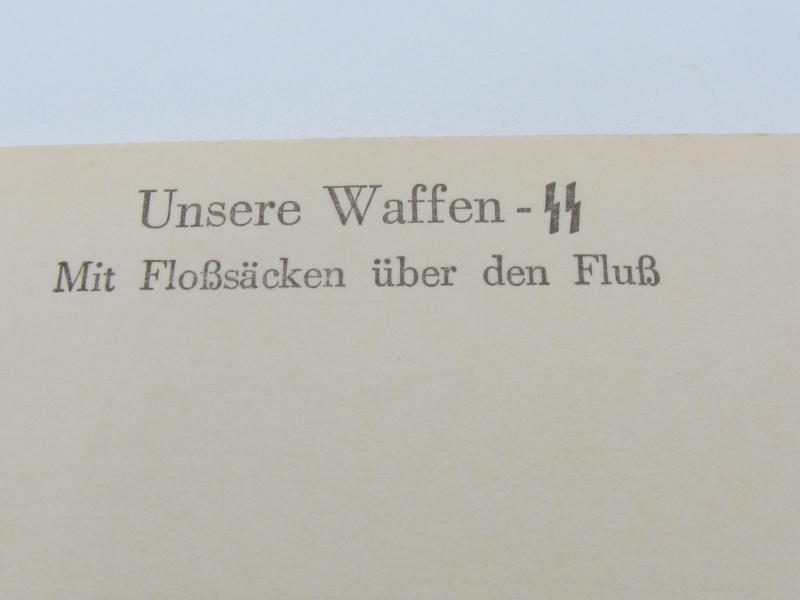 Unsere Waffen-ᛋᛋ
Mit Floßsäcken über den Fluß